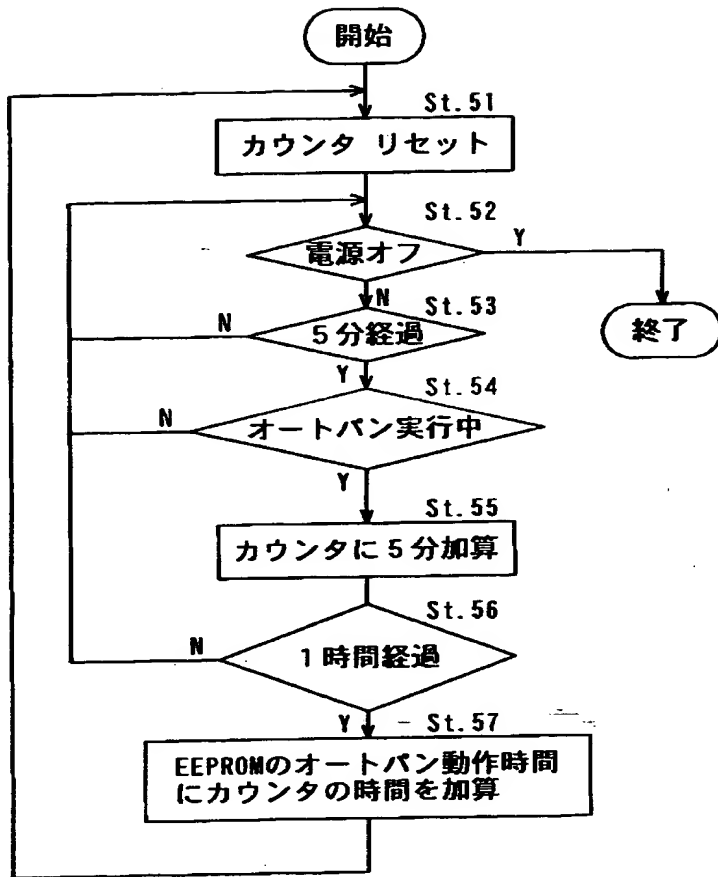 開始
St.51
カウンタ リセット
St.52
電源オフ
Y
N
St.53
N
5分経過
終了
Y
St.54
N
オートパン実行中
Y
St.55
カウンタに5分加算
St.56
N
1時間経過
Y
St.57
EEPROMのオートパン動作時間
にカウンタの時間を加算